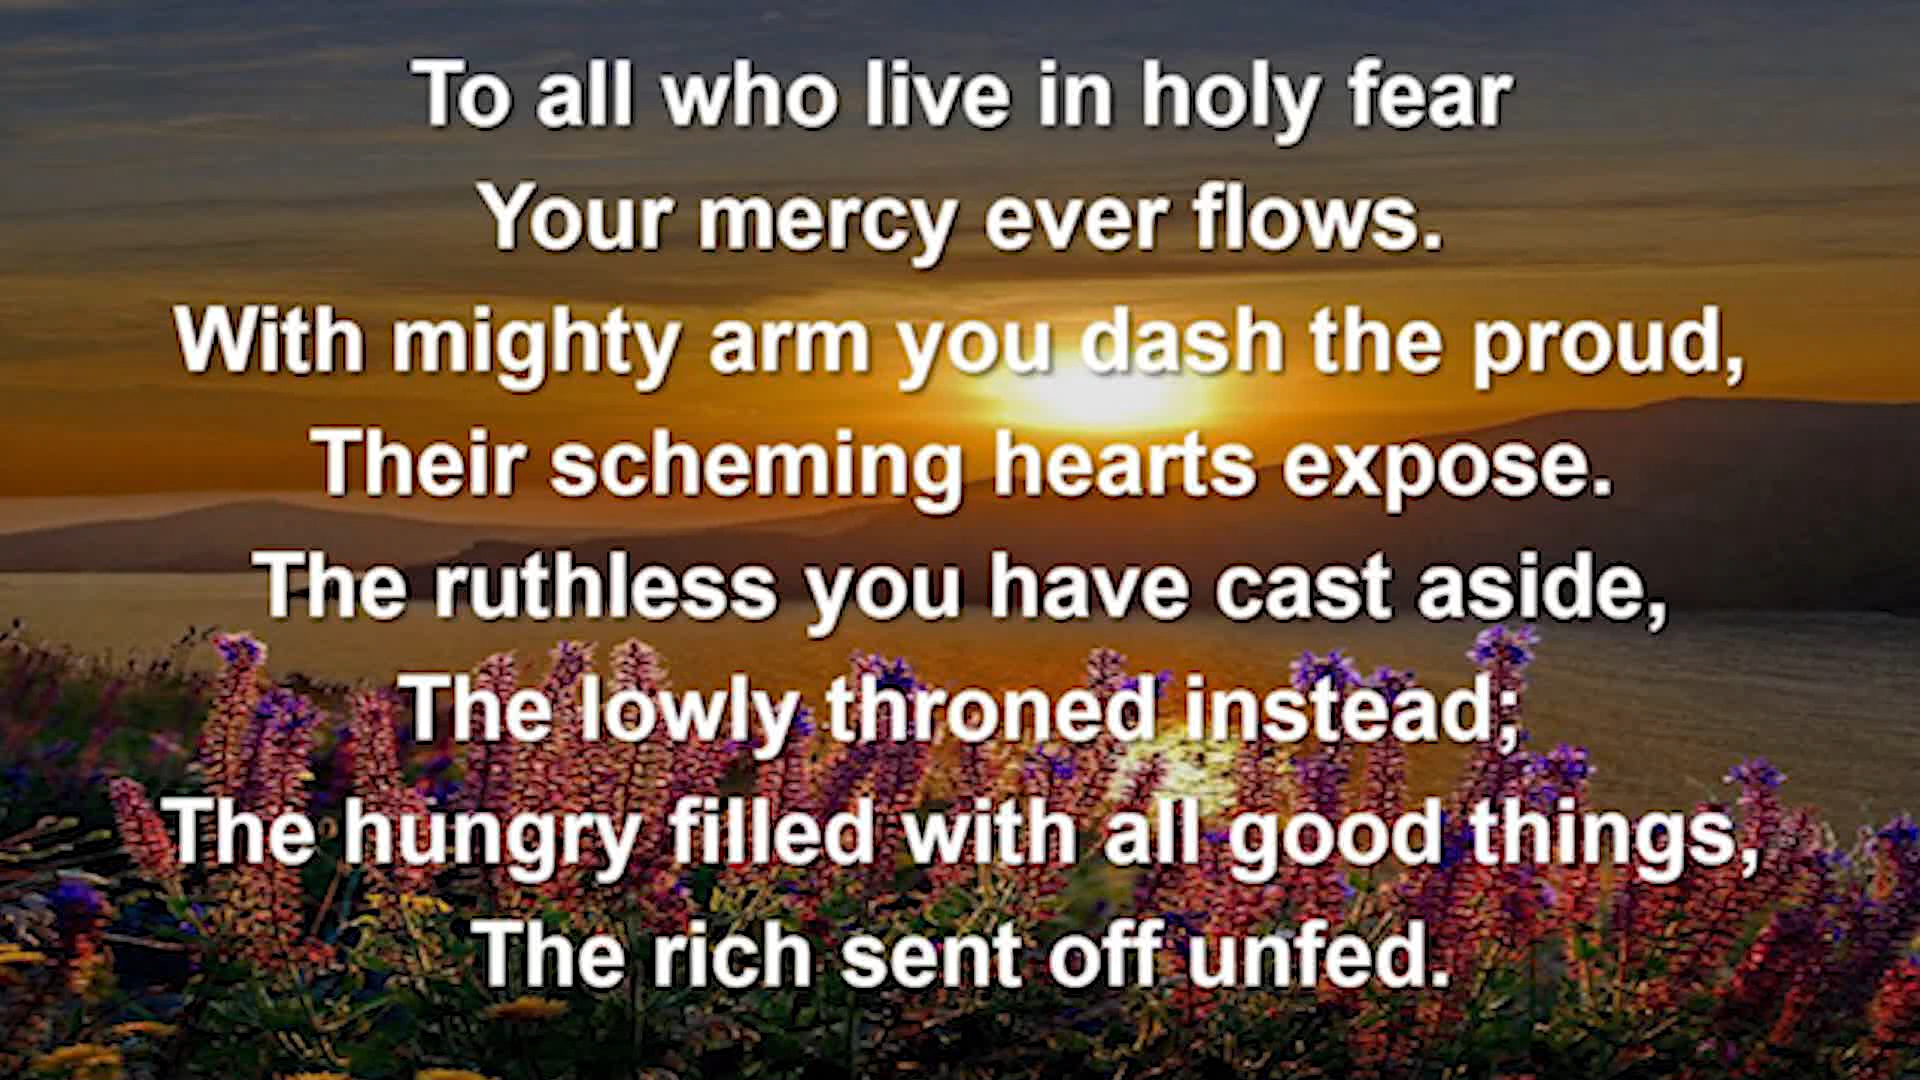 To all who live in holy fear
Your mercy ever flows.
With mighty arm you dash the proud,
Their scheming hearts expose.
The ruthless you have cast aside,
The lowly throned instead;
The hungry filled with all good things,
The rich sent off unfed.